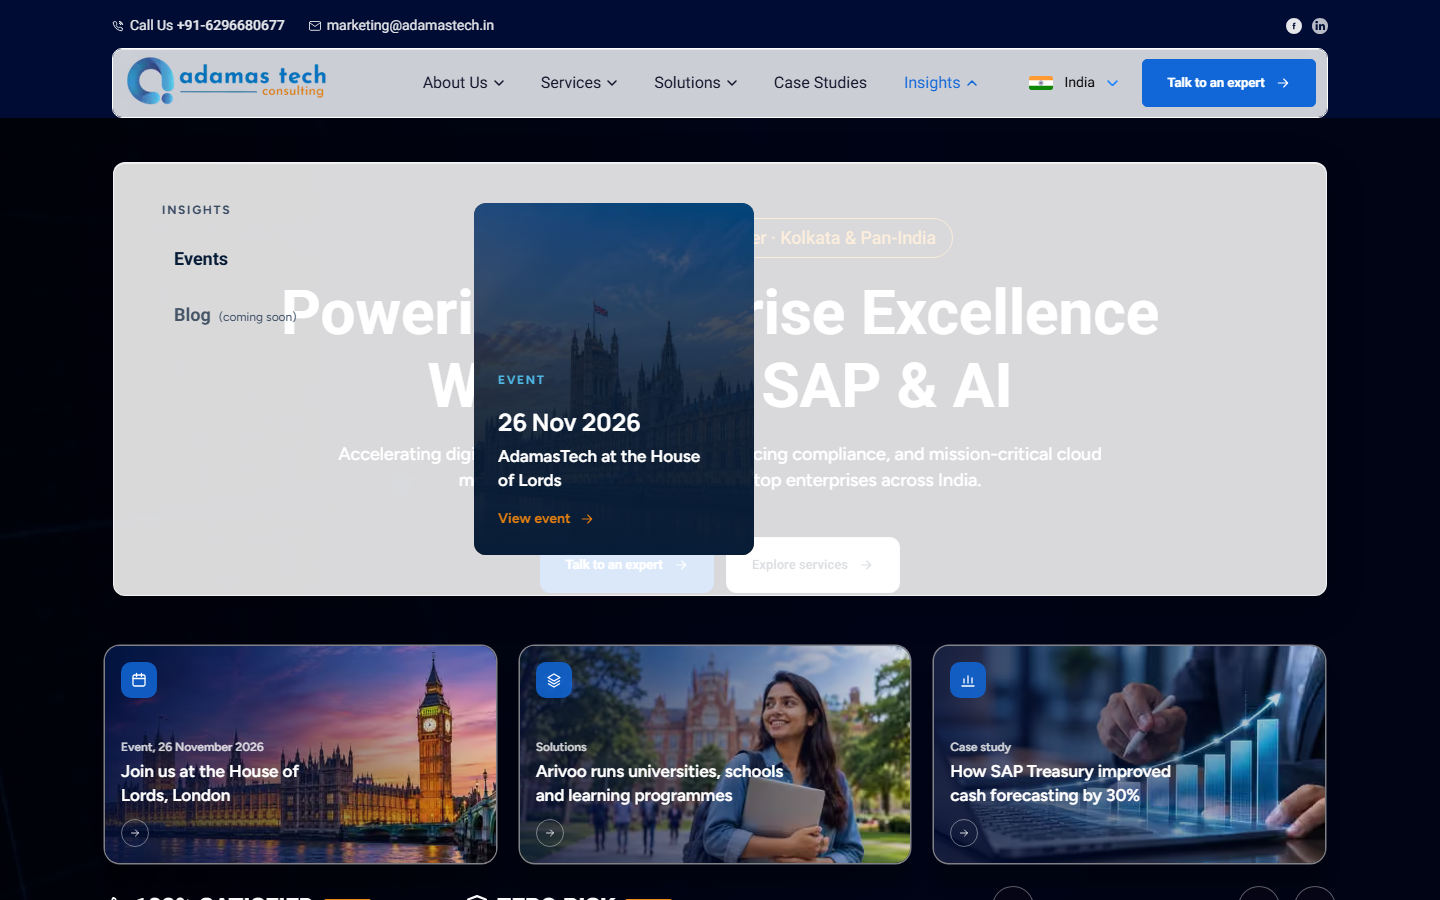 Call Us +91-6296680677
marketing@adamastech.in
adamas tech
consulting
About Us
Services
Solutions
Case Studies
Insights
India
Talk to an expert
INSIGHTS
Events
Blog (coming soon)
er · Kolkata & Pan-India
Poweri
rise Excellence
W
SAP & AI
Accelerating digi
cing compliance, and mission-critical cloud
m
top enterprises across India.
EVENT
26 Nov 2026
AdamasTech at the House
of Lords
View event
Talk to an expert
Explore services
Event, 26 November 2026
Join us at the House of
Lords, London
Solutions
Arivoo runs universities, schools
and learning programmes
Case study
How SAP Treasury improved
cash forecasting by 30%
100% SATISFIED
ZERO RISK